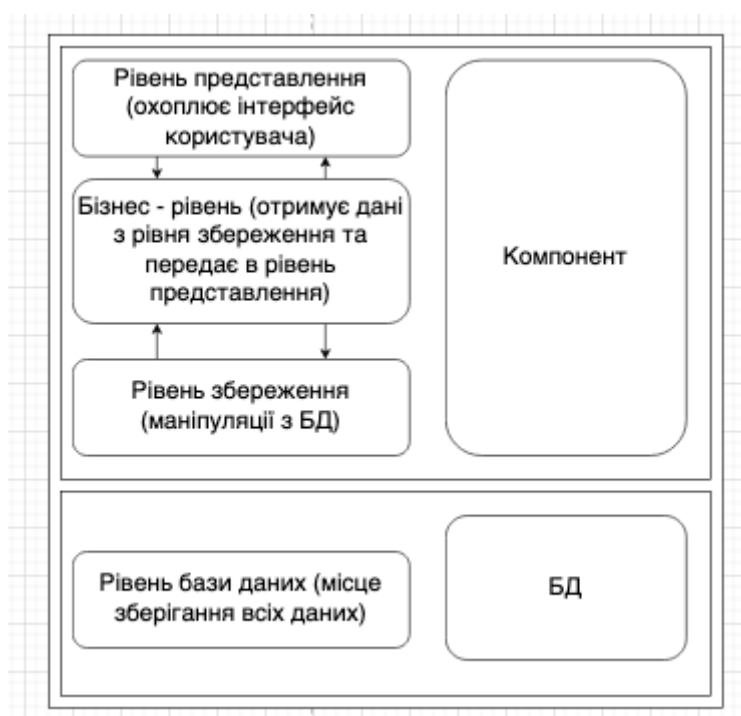 Рівень представлення
(охоплює інтерфейс
користувача)
Бізнес - рівень (отримує дані
з рівня збереження та
передає в рівень
представлення)
Компонент
Рівень збереження
(маніпуляції з БД)
Рівень бази даних (місце
зберігання всіх даних)
БД